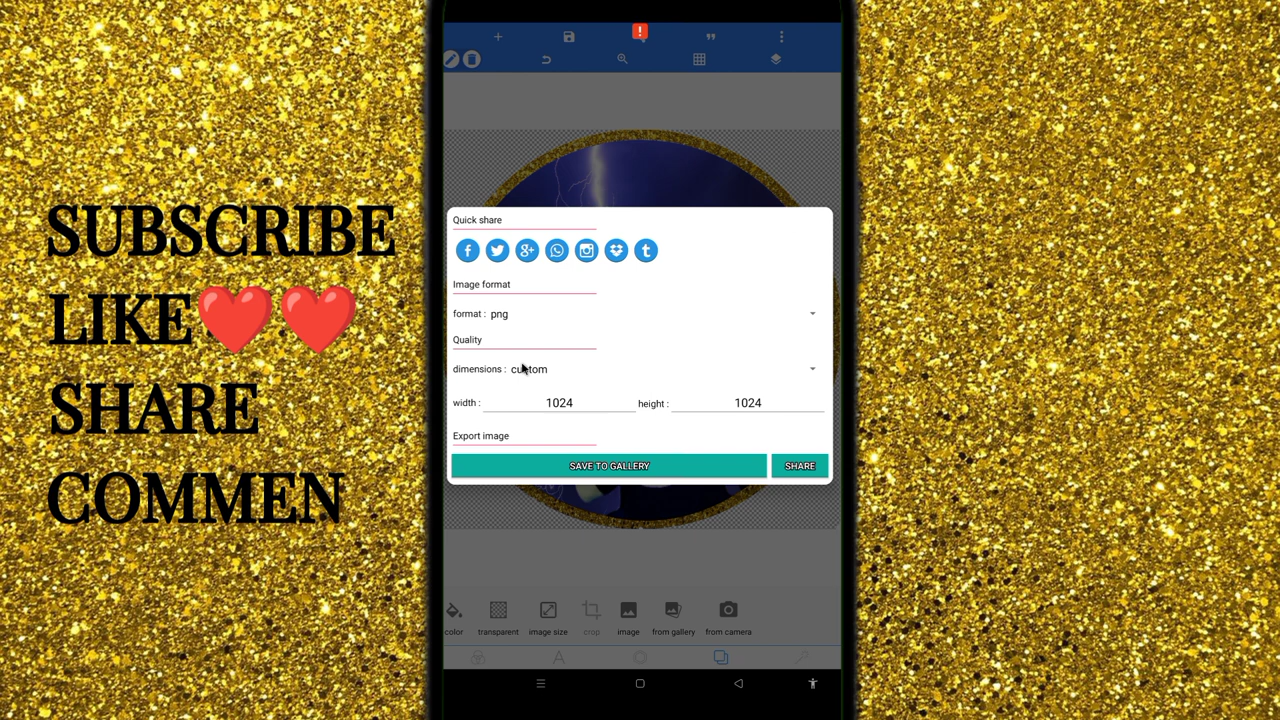 SUBSCRIBE
LIKE❤️❤️
SHARE
COMMEN
Quick share
Image format
format : png
Quality
dimensions : custom
width : 1024 height : 1024
Export image
SAVE TO GALLERY SHARE
color transparent image size crop image from gallery from camera